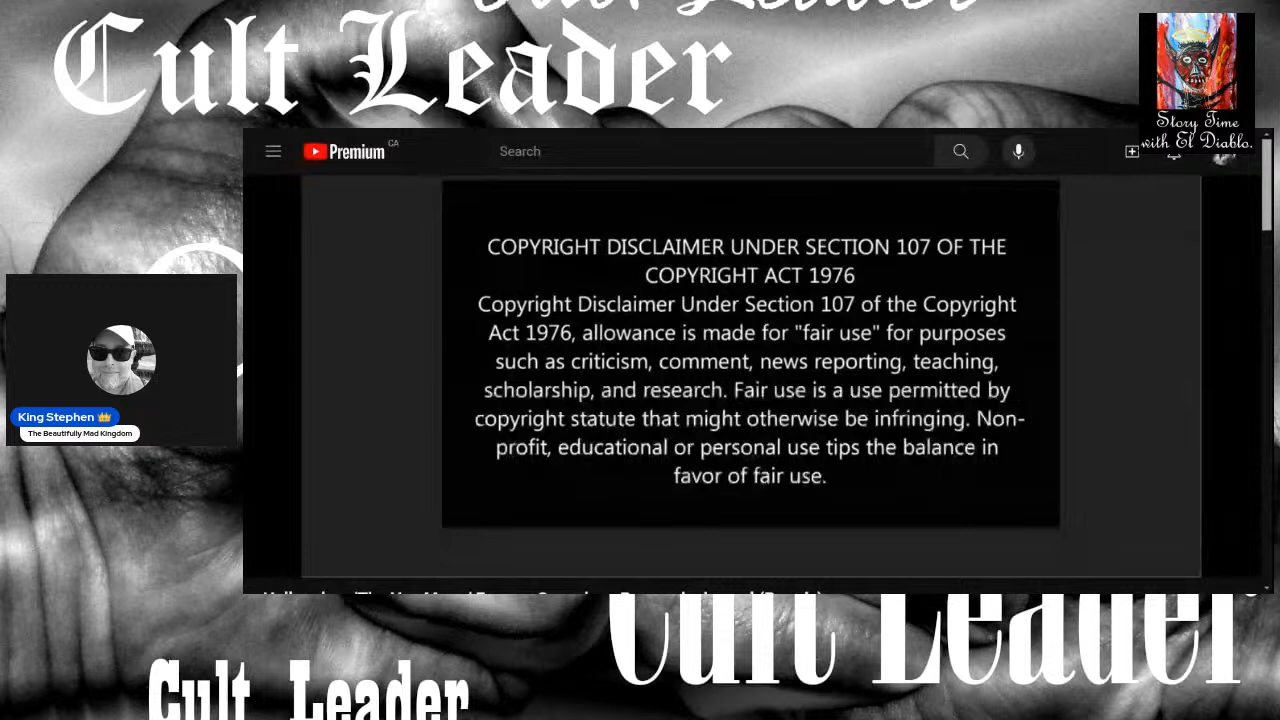 Cult Leader
Cult Leader
Story Time
with El Diablo.
Premium
CA
Search
COPYRIGHT DISCLAIMER UNDER SECTION 107 OF THE
COPYRIGHT ACT 1976
Copyright Disclaimer Under Section 107 of the Copyright
Act 1976, allowance is made for "fair use" for purposes
such as criticism, comment, news reporting, teaching,
scholarship, and research. Fair use is a use permitted by
copyright statute that might otherwise be infringing. Non-
profit, educational or personal use tips the balance in
favor of fair use.
King Stephen 👑
The Beautifully Mad Kingdom
Cult Leader
Cult Leader